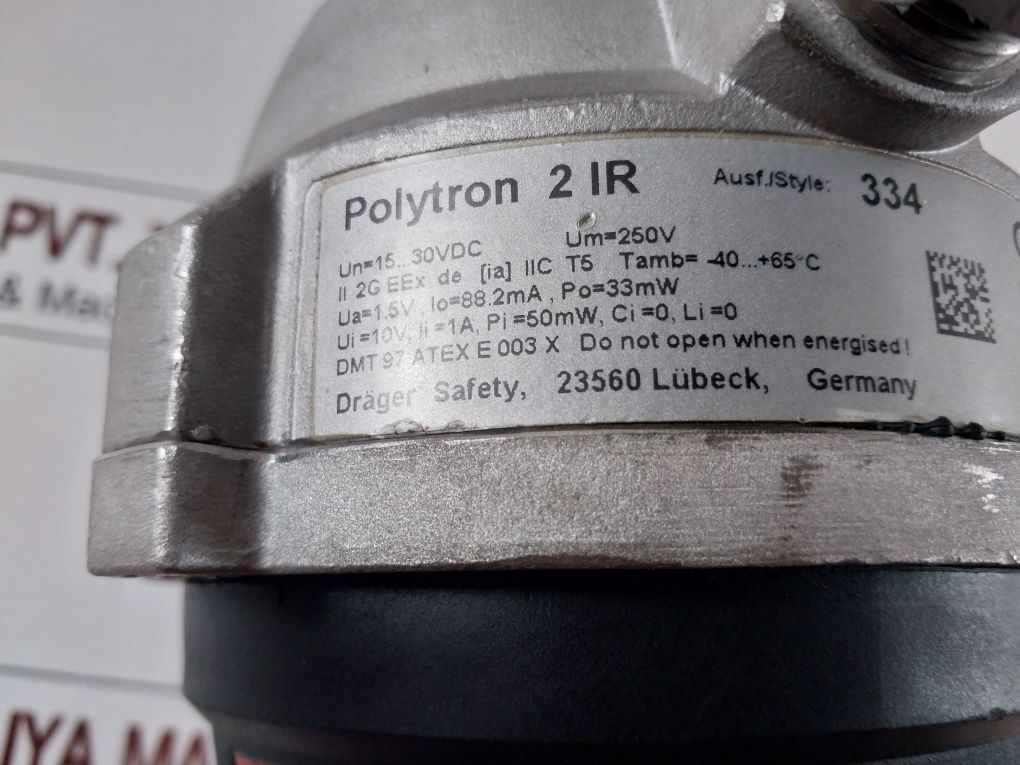 Polytron 2 IR Ausf./Style: 334
Un=15...30VDC Um=250V
II 2G EEx de [ia] IIC T5 Tamb= -40...+65°C
Ua=1.5V, Io=88.2mA, Po=33mW
Ui=10V, Ii=1A, Pi=50mW, Ci=0, Li=0
DMT 97 ATEX E 003 X Do not open when energised!
Dräger Safety, 23560 Lübeck, Germany
PVT.
&